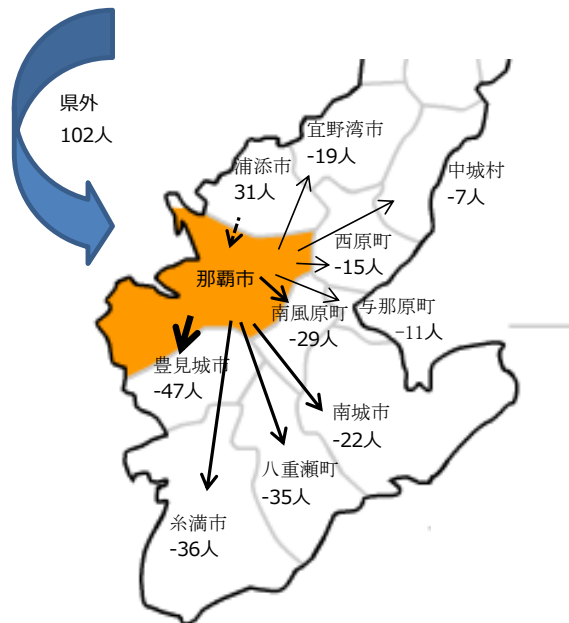 県外
102人
宜野湾市
-19人
浦添市
31人
中城村
-7人
西原町
-15人
那覇市
南風原町
-29人
与那原町
-11人
豊見城市
-47人
南城市
-22人
八重瀬町
-35人
糸満市
-36人